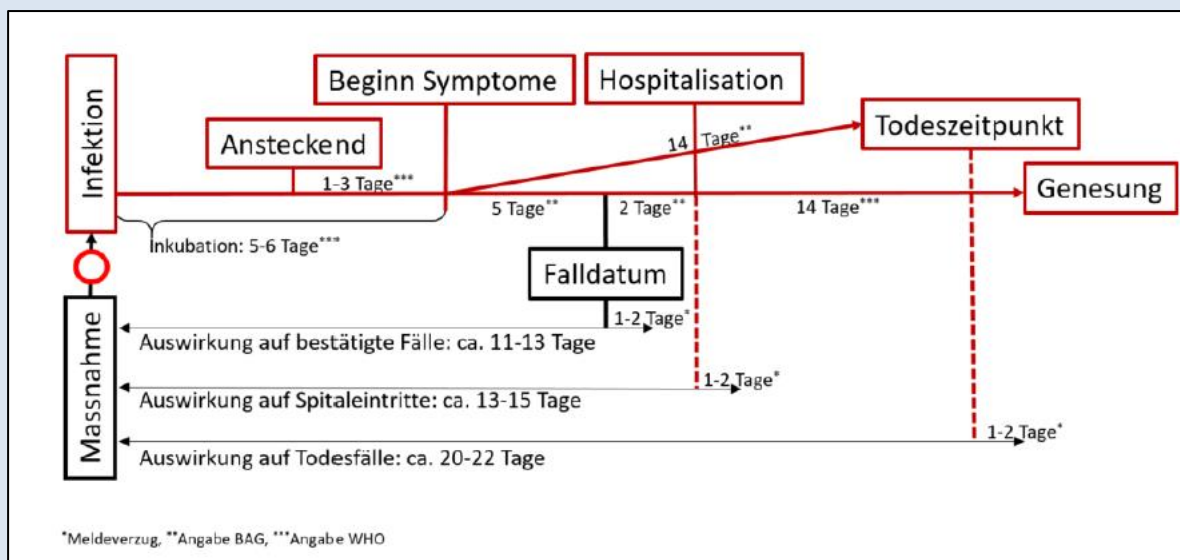 Infektion
Beginn Symptome
Hospitalisation
Ansteckend
14 Tage**
Todeszeitpunkt
1-3 Tage***
5 Tage**
2 Tage**
14 Tage***
Genesung
Inkubation: 5-6 Tage***
Falldatum
Massnahme
1-2 Tage*
Auswirkung auf bestätigte Fälle: ca. 11-13 Tage
1-2 Tage*
Auswirkung auf Spitaleintritte: ca. 13-15 Tage
1-2 Tage*
Auswirkung auf Todesfälle: ca. 20-22 Tage
*Meldeverzug, **Angabe BAG, ***Angabe WHO